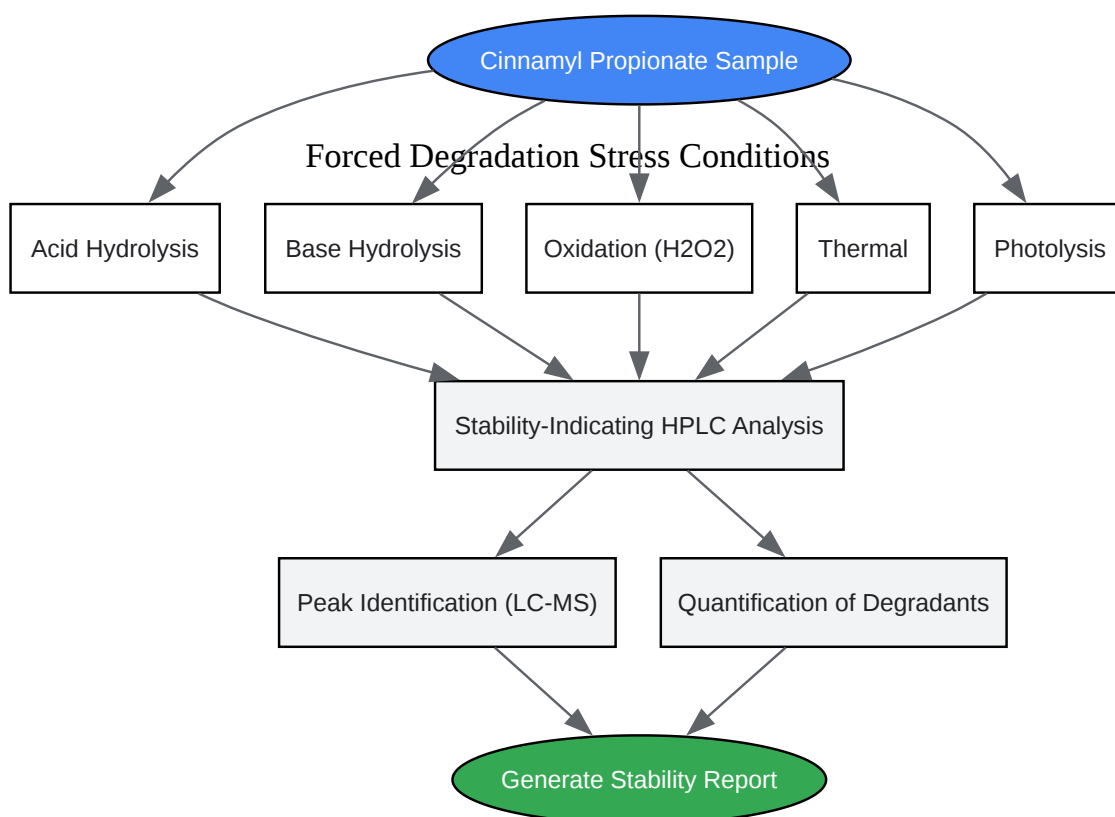 Cinnamyl Propionate Sample
Forced Degradation Stress Conditions
Acid Hydrolysis
Base Hydrolysis
Oxidation (H2O2)
Thermal
Photolysis
Stability-Indicating HPLC Analysis
Peak Identification (LC-MS)
Quantification of Degradants
Generate Stability Report